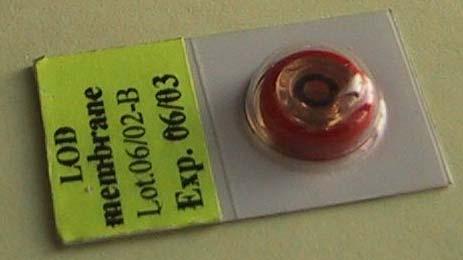 LOD
membrane
Lot.06/02-B
Exp. 06/03